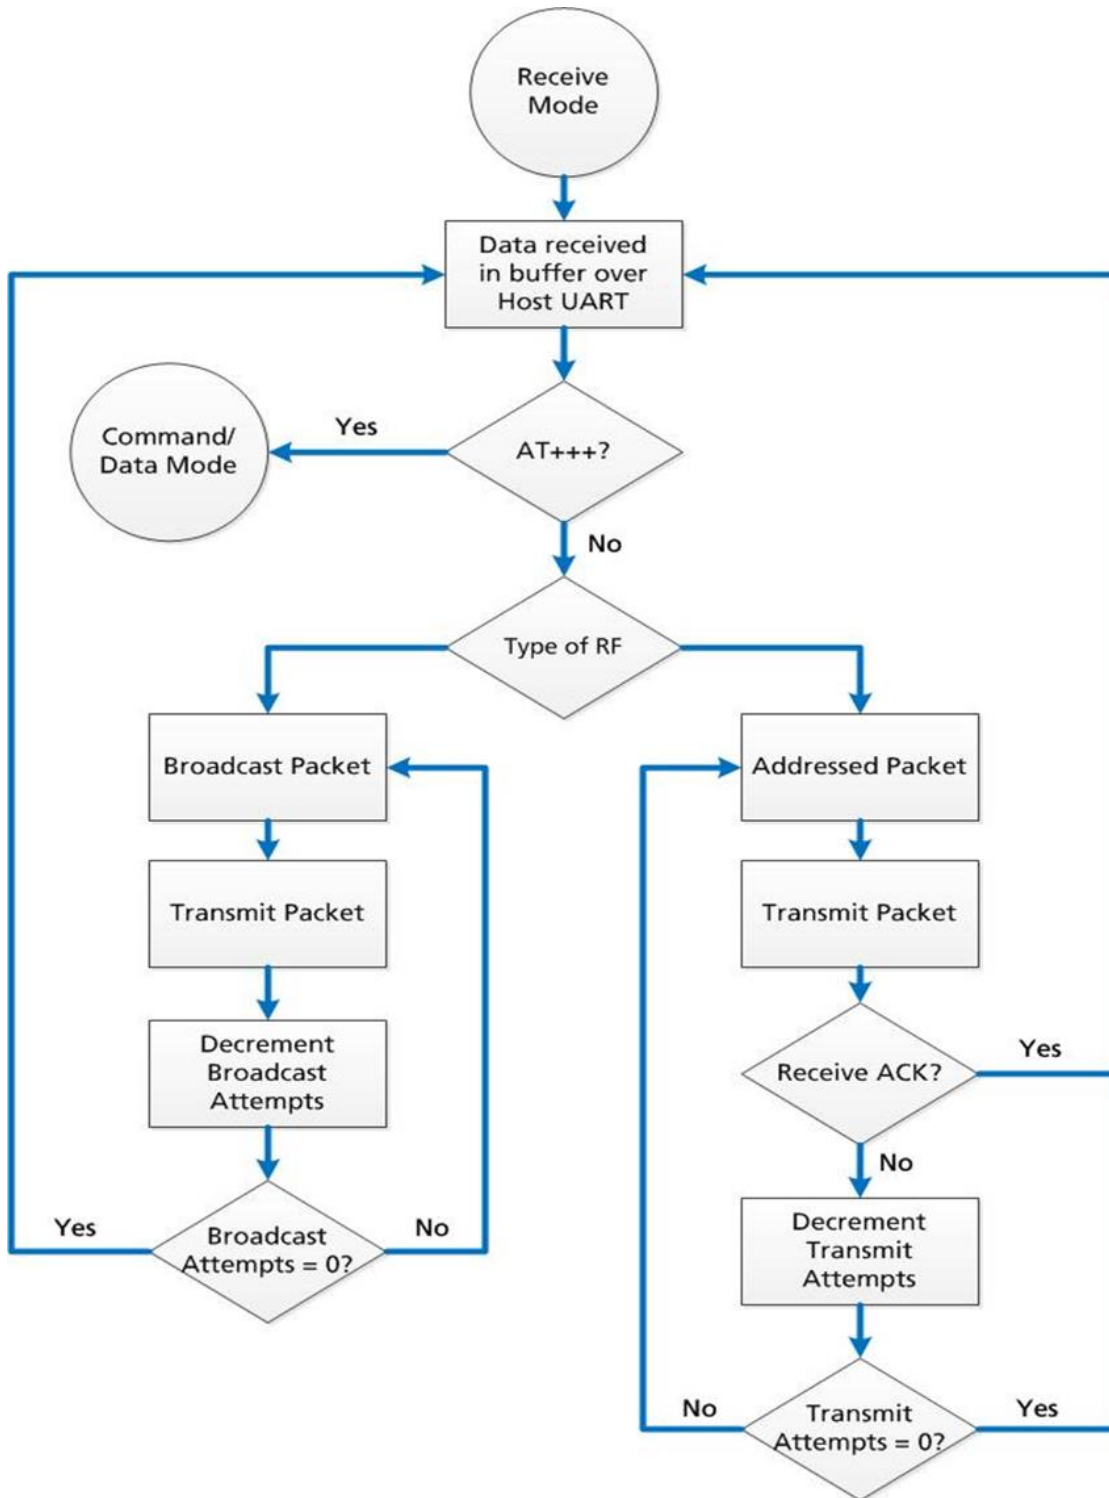 Receive
Mode
Data received
in buffer over
Host UART
Command/
Data Mode
Yes
AT+++?
No
Type of RF
Broadcast Packet
Transmit Packet
Decrement
Broadcast
Attempts
Yes
Broadcast
Attempts = 0?
No
Addressed Packet
Transmit Packet
Receive ACK?
Yes
No
Decrement
Transmit
Attempts
No
Transmit
Attempts = 0?
Yes